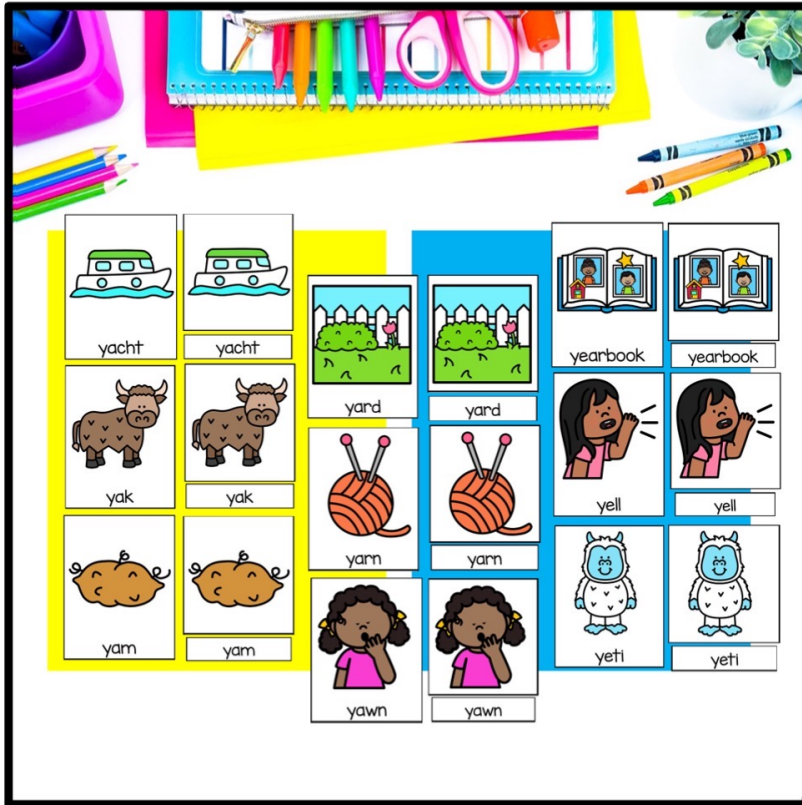 yacht
yacht
yak
yak
yam
yam
yard
yard
yarn
yarn
yawn
yawn
yearbook
yearbook
yell
yell
yeti
yeti